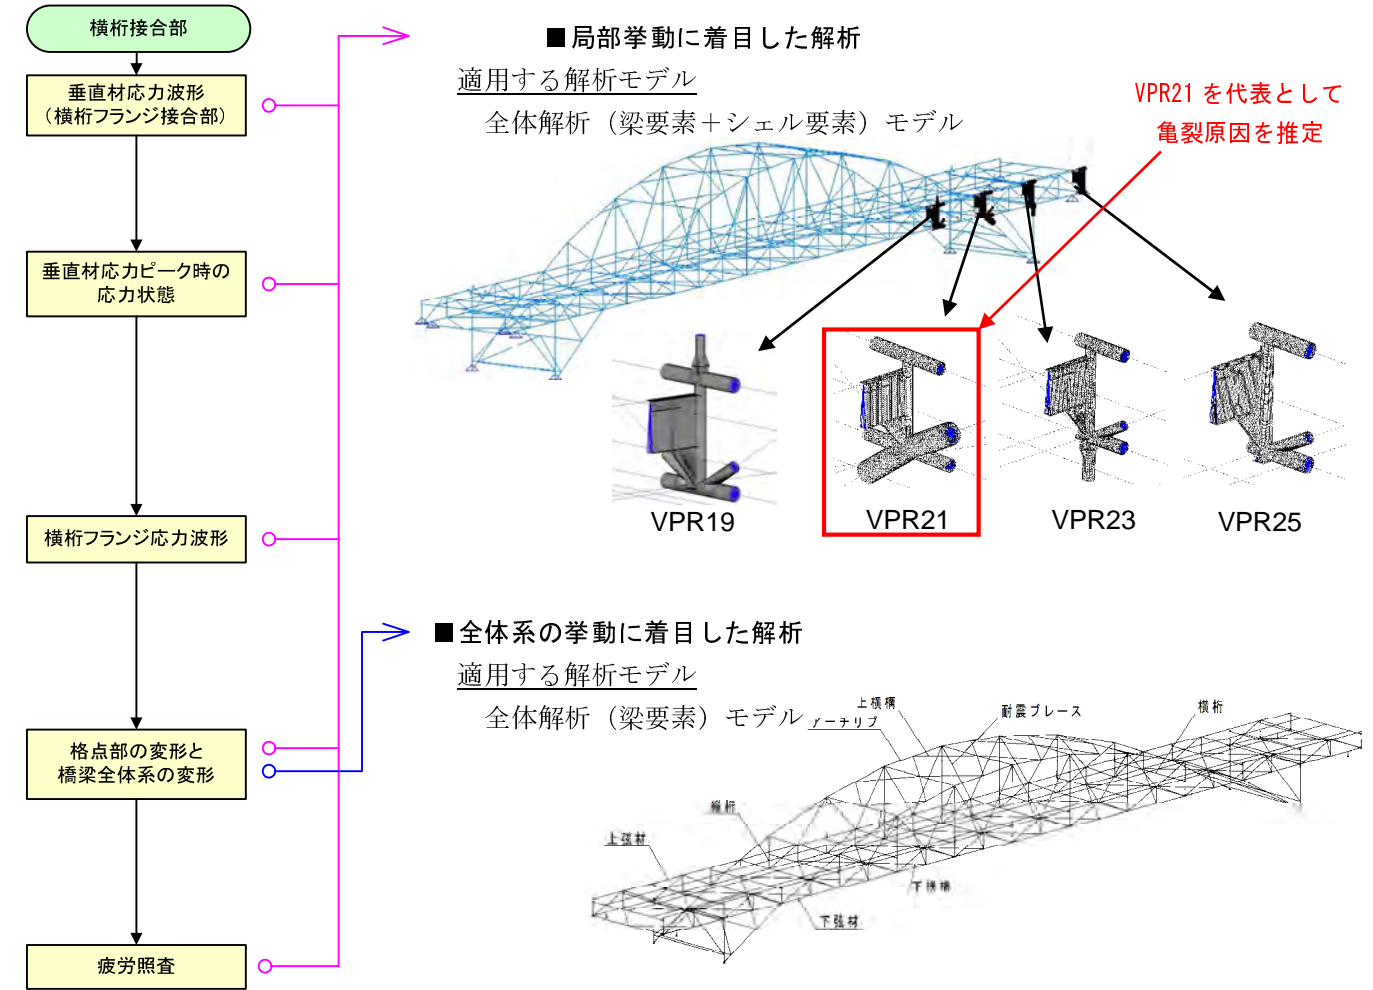 横桁接合部
垂直材応力波形
(横桁フランジ接合部)
垂直材応力ピーク時の
応力状態
横桁フランジ応力波形
格点部の変形と
橋梁全体系の変形
疲労照査
■局部挙動に着目した解析
適用する解析モデル
全体解析（梁要素＋シェル要素）モデル
VPR21 を代表として
亀裂原因を推定
VPR19
VPR21
VPR23
VPR25
■全体系の挙動に着目した解析
適用する解析モデル
全体解析（梁要素）モデル
上横構
アーチリブ
耐震ブレース
横桁
縦桁
上弦材
下横構
下弦材